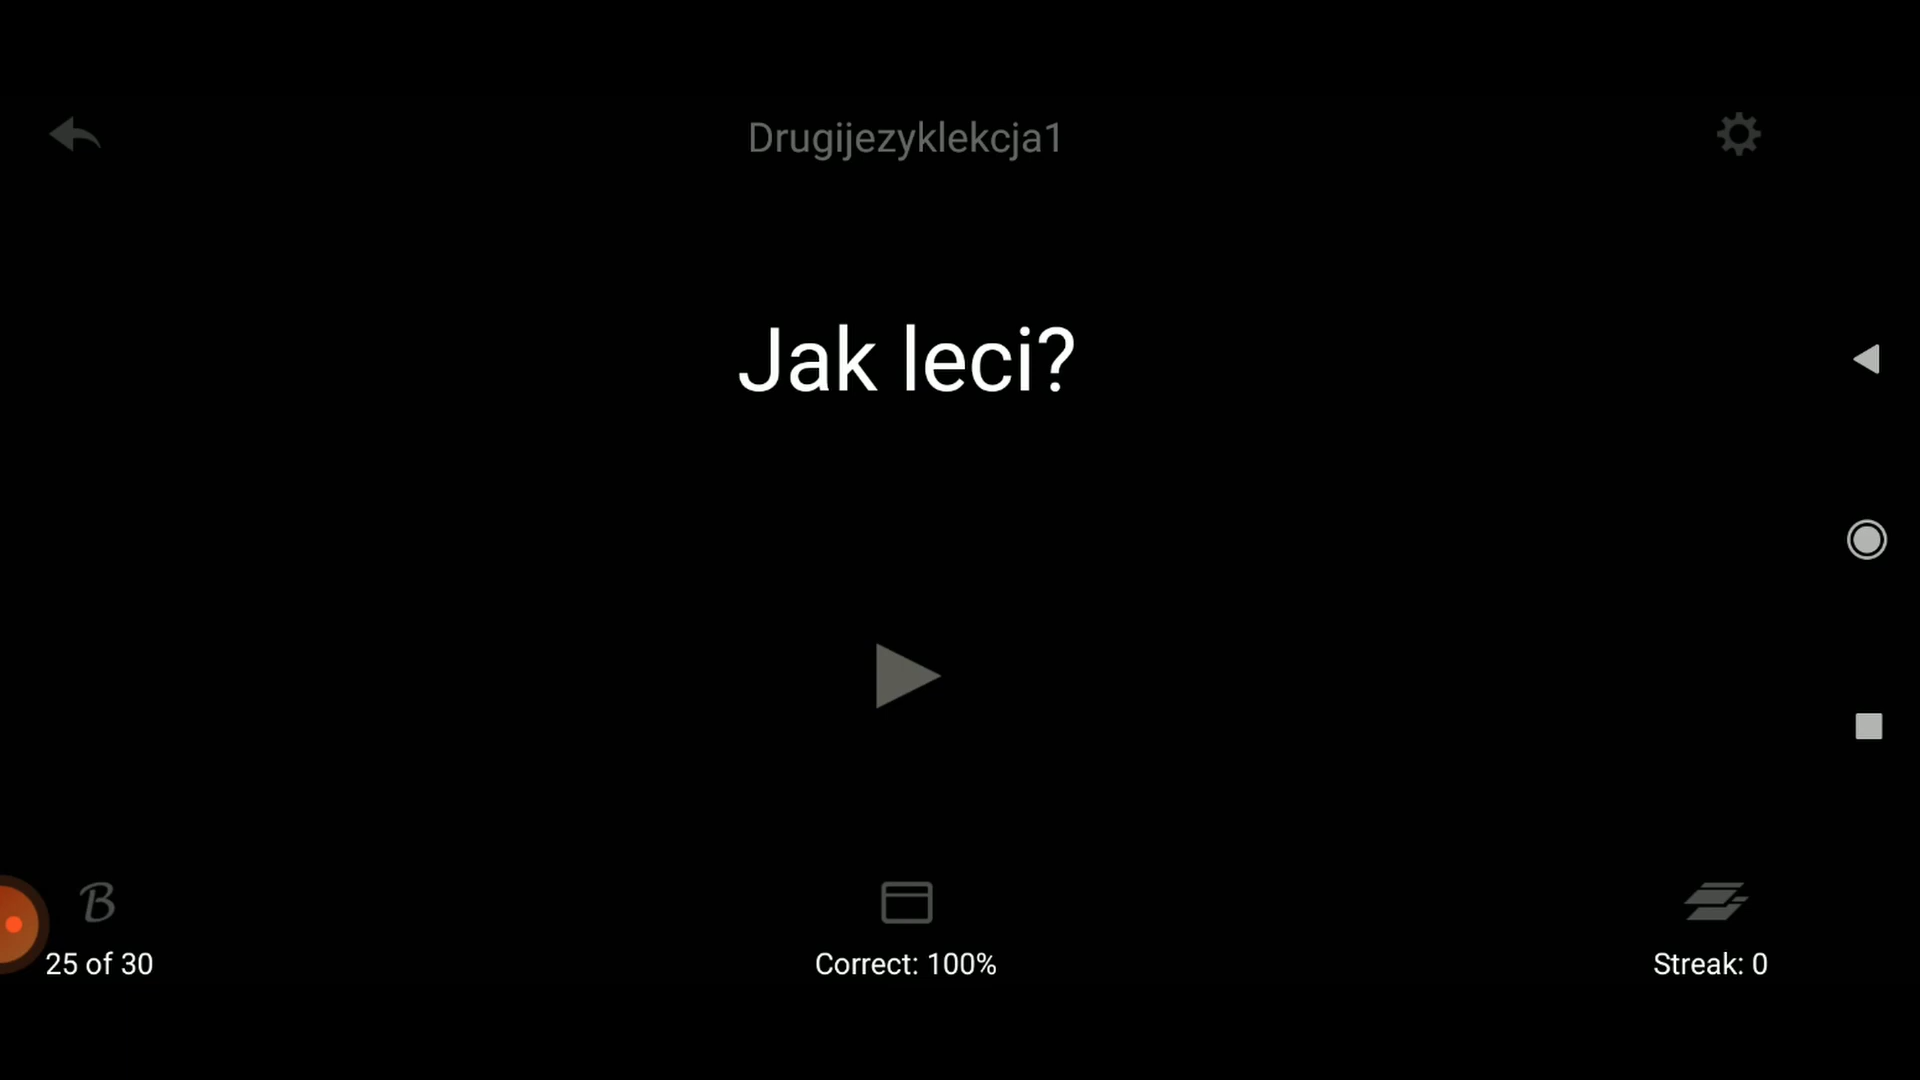 Drugijezyklekcja1
Jak leci?
B
25 of 30
Correct: 100%
Streak: 0